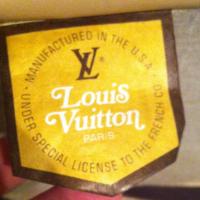 MANUFACTURED IN THE U.S.A.
LV®
Louis
Vuitton
PARIS
• UNDER SPECIAL LICENSE TO THE FRENCH CO •